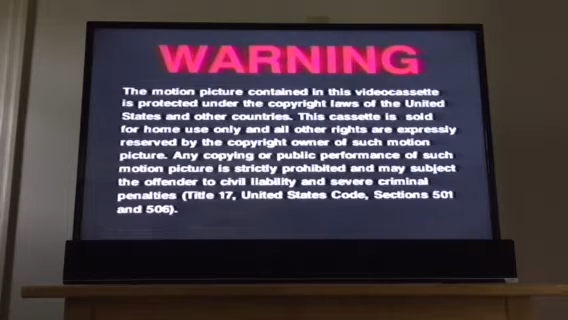 WARNING
The motion picture contained in this videocassette
is protected under the copyright laws of the United
States and other countries. This cassette is sold
for home use only and all other rights are expressly
reserved by the copyright owner of such motion
picture. Any copying or public performance of such
motion picture is strictly prohibited and may subject
the offender to civil liability and severe criminal
penalties (Title 17, United States Code, Sections 501
and 506).